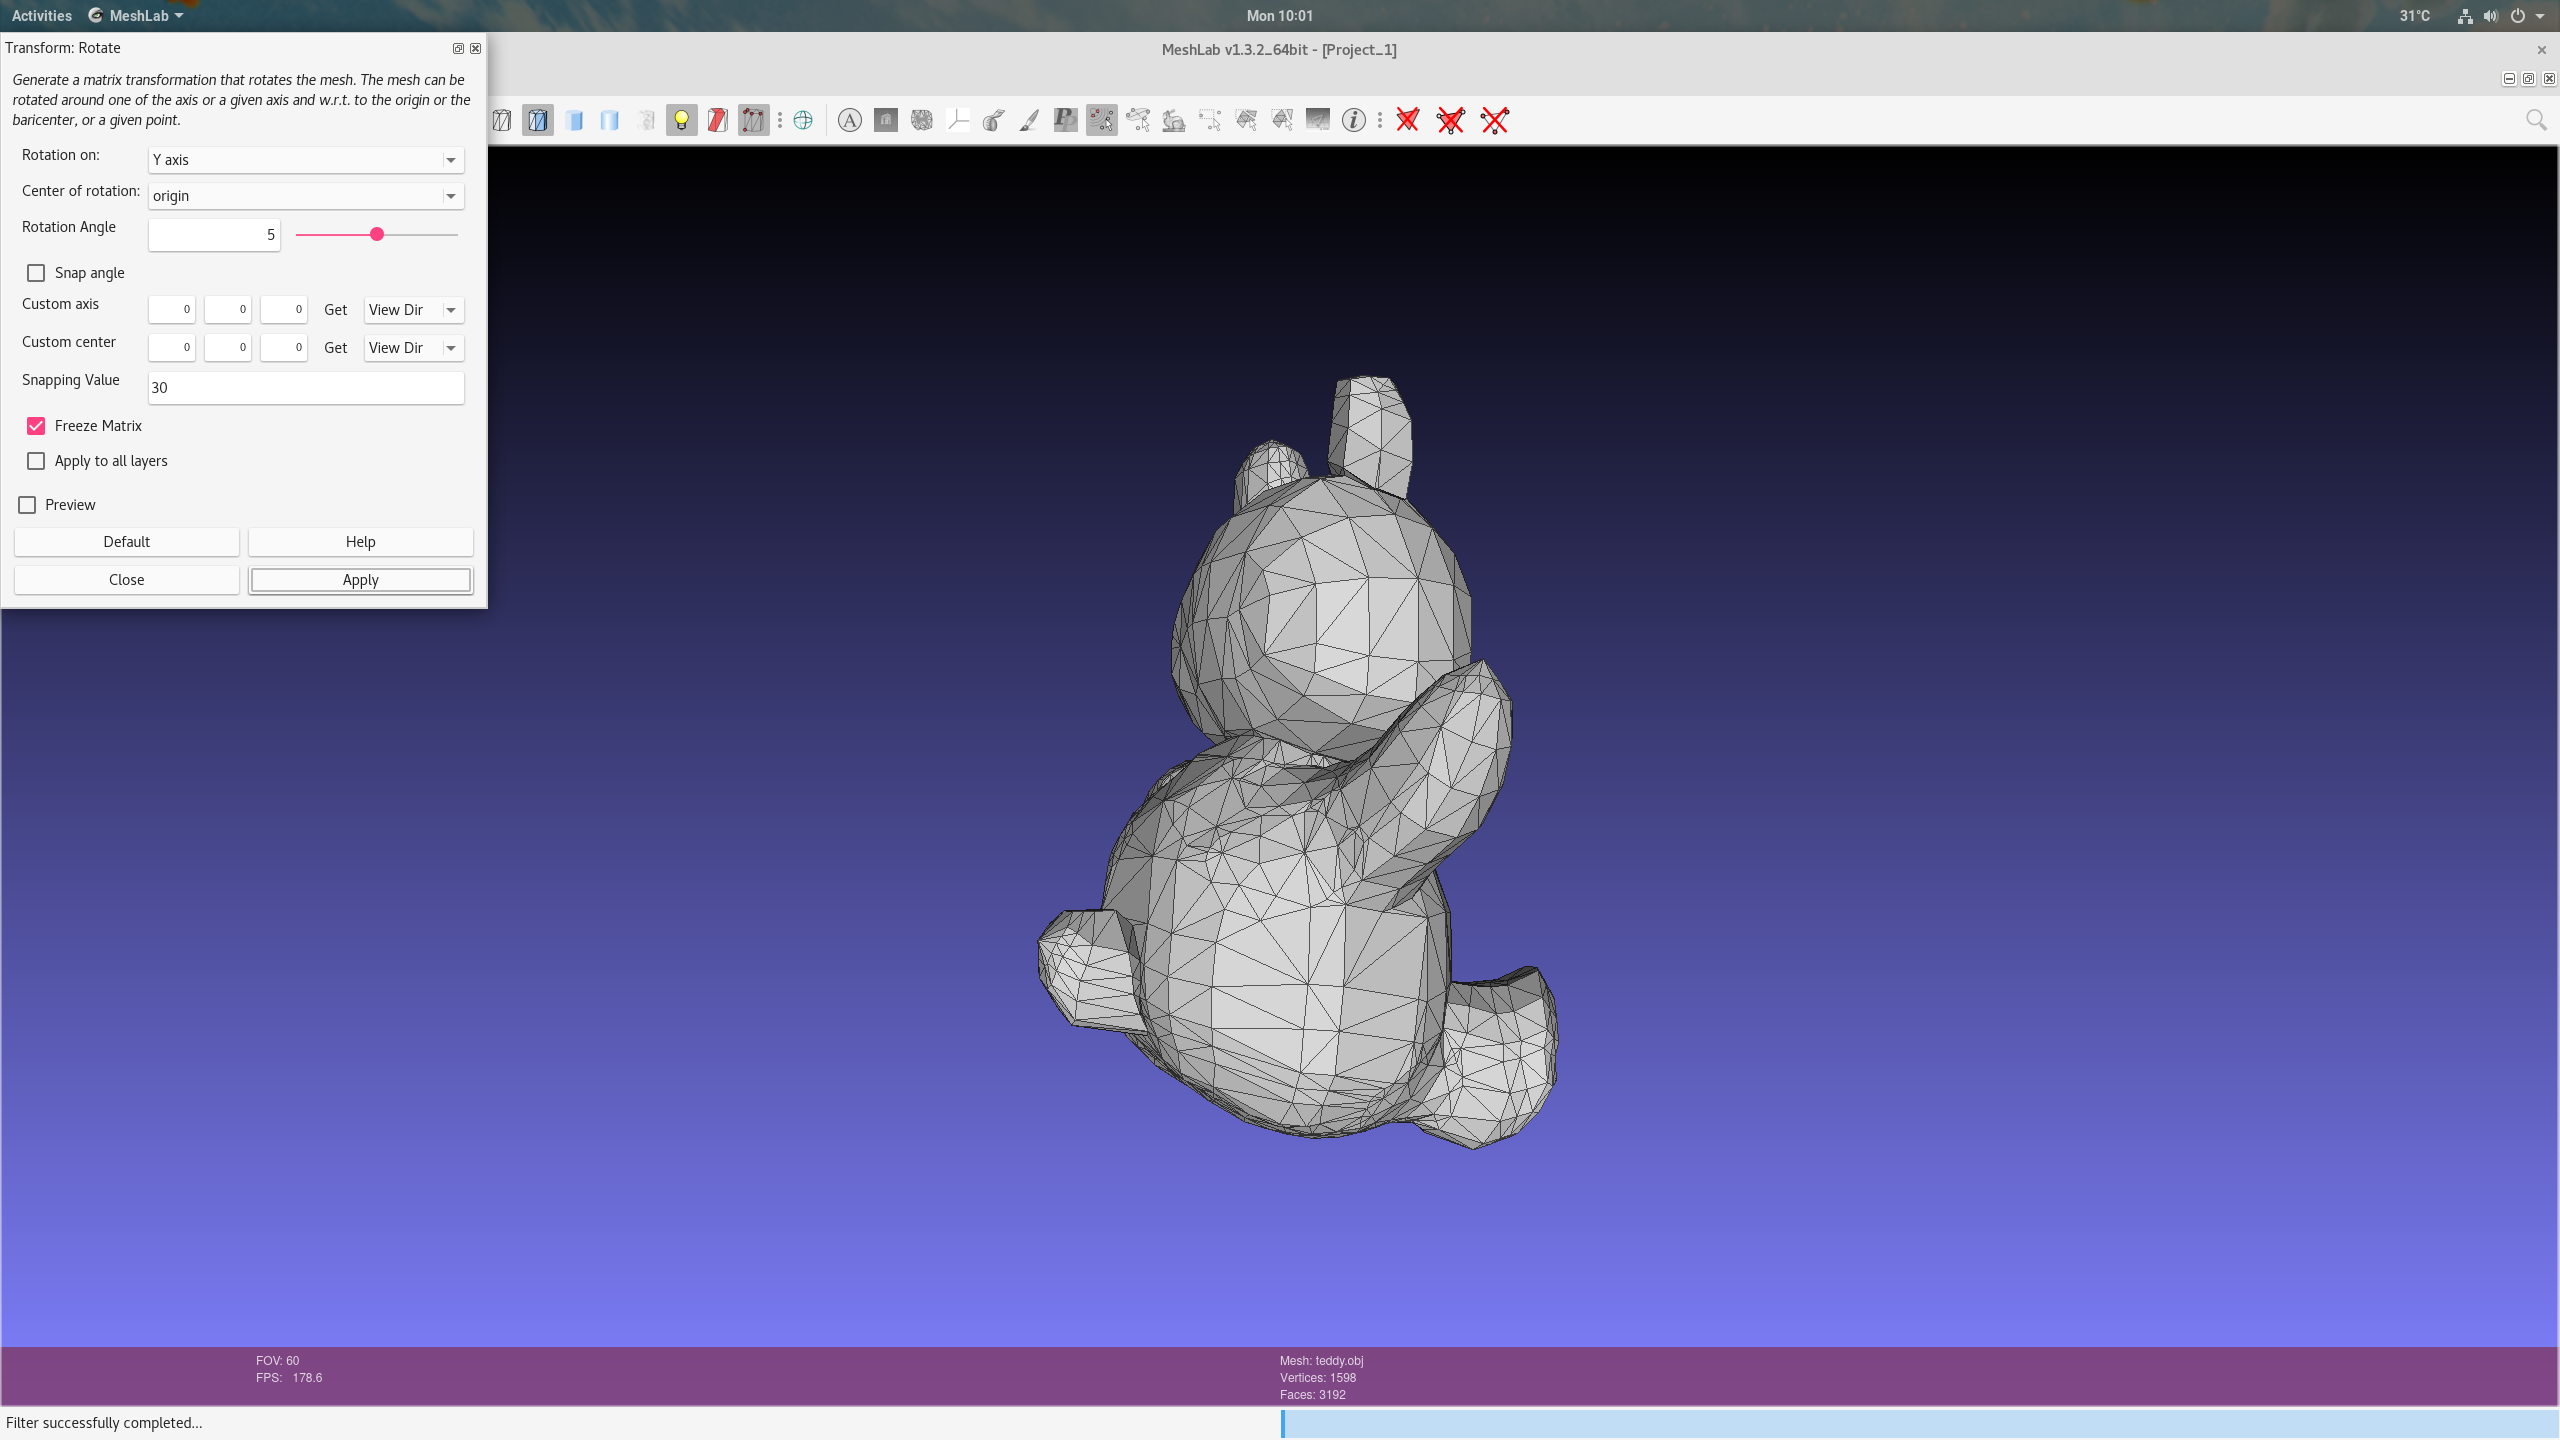 Activities
MeshLab
Mon 10:01
31°C
Transform: Rotate
MeshLab v1.3.2_64bit - [Project_1]
Generate a matrix transformation that rotates the mesh. The mesh can be
rotated around one of the axis or a given axis and w.r.t. to the origin or the
baricenter, or a given point.
Rotation on:
Y axis
Center of rotation:
origin
Rotation Angle
5
Snap angle
Custom axis
0 0 0 Get View Dir
Custom center
0 0 0 Get View Dir
Snapping Value
30
Freeze Matrix
Apply to all layers
Preview
Default
Help
Close
Apply
FOV: 60
FPS: 178.6
Mesh: teddy.obj
Vertices: 1598
Faces: 3192
Filter successfully completed...